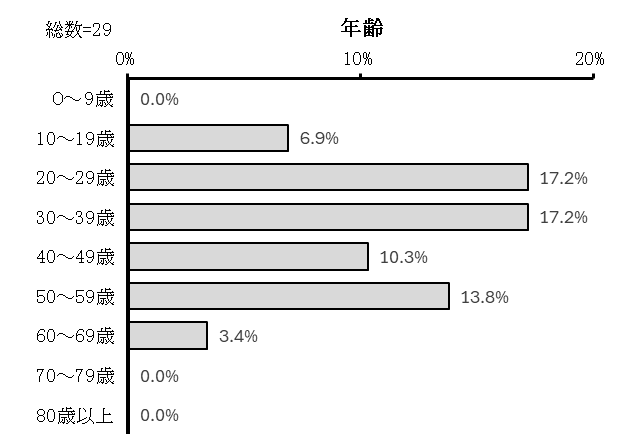 総数=29
年齢
0% 10% 20%
0～9歳 0.0%
10～19歳 6.9%
20～29歳 17.2%
30～39歳 17.2%
40～49歳 10.3%
50～59歳 13.8%
60～69歳 3.4%
70～79歳 0.0%
80歳以上 0.0%